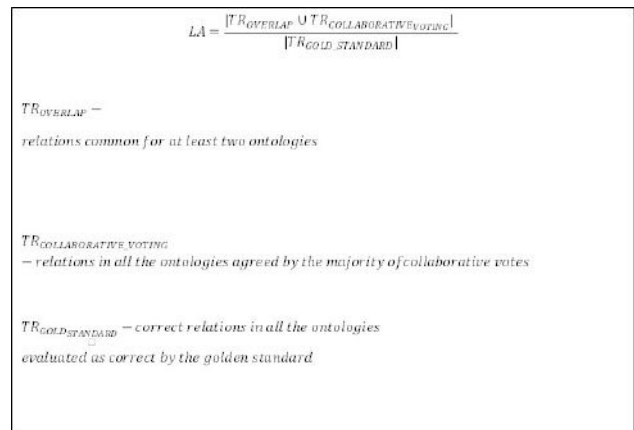 LA = |TR_OVERLAP ∪ TR_COLLABORATIVE_VOTING| / |TR_GOLD_STANDARD|
TR_OVERLAP −
relations common for at least two ontologies
TR_COLLABORATIVE_VOTING
− relations in all the ontologies agreed by the majority of collaborative votes
TR_GOLD_STANDARD − correct relations in all the ontologies
evaluated as correct by the golden standard